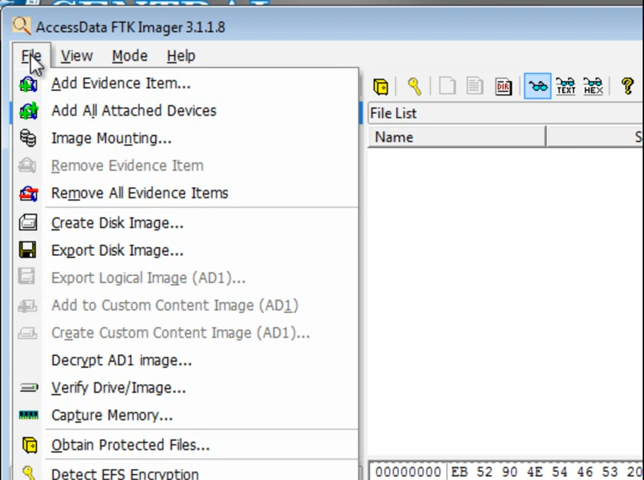 AccessData FTK Imager 3.1.1.8
File View Mode Help
Add Evidence Item...
Add All Attached Devices
Image Mounting...
Remove Evidence Item
Remove All Evidence Items
Create Disk Image...
Export Disk Image...
Export Logical Image (AD1)...
Add to Custom Content Image (AD1)
Create Custom Content Image (AD1)...
Decrypt AD1 image...
Verify Drive/Image...
Capture Memory...
Obtain Protected Files...
Detect EFS Encryption
TEXT HEX
File List
Name S
00000000 EB 52 90 4E 54 46 53 20